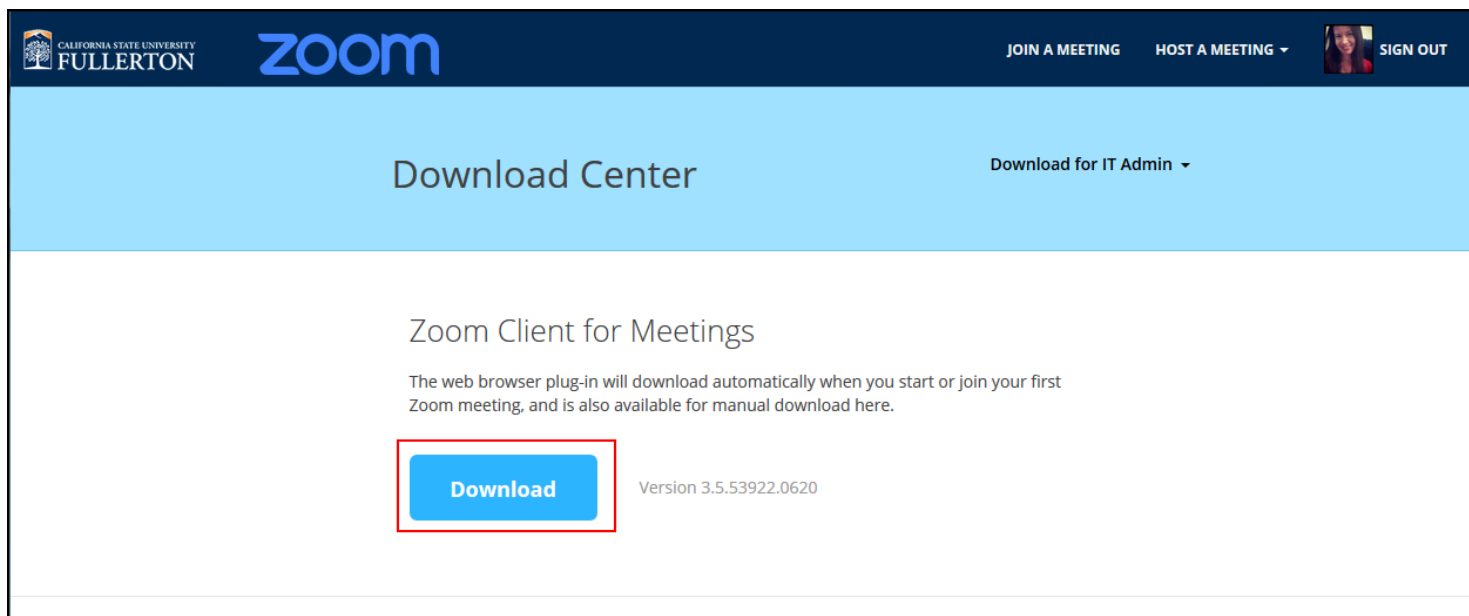 CALIFORNIA STATE UNIVERSITY
FULLERTON
zoom
JOIN A MEETING
HOST A MEETING
SIGN OUT
Download Center
Download for IT Admin
Zoom Client for Meetings
The web browser plug-in will download automatically when you start or join your first
Zoom meeting, and is also available for manual download here.
Download
Version 3.5.53922.0620